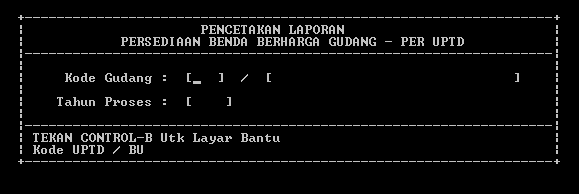 PENCETAKAN LAPORAN
PERSEDIAAN BENDA BERHARGA GUDANG - PER UPTD
Kode Gudang : [_  ] / [                              ]
Tahun Proses : [    ]
TEKAN CONTROL-B Utk Layar Bantu
Kode UPTD / BU